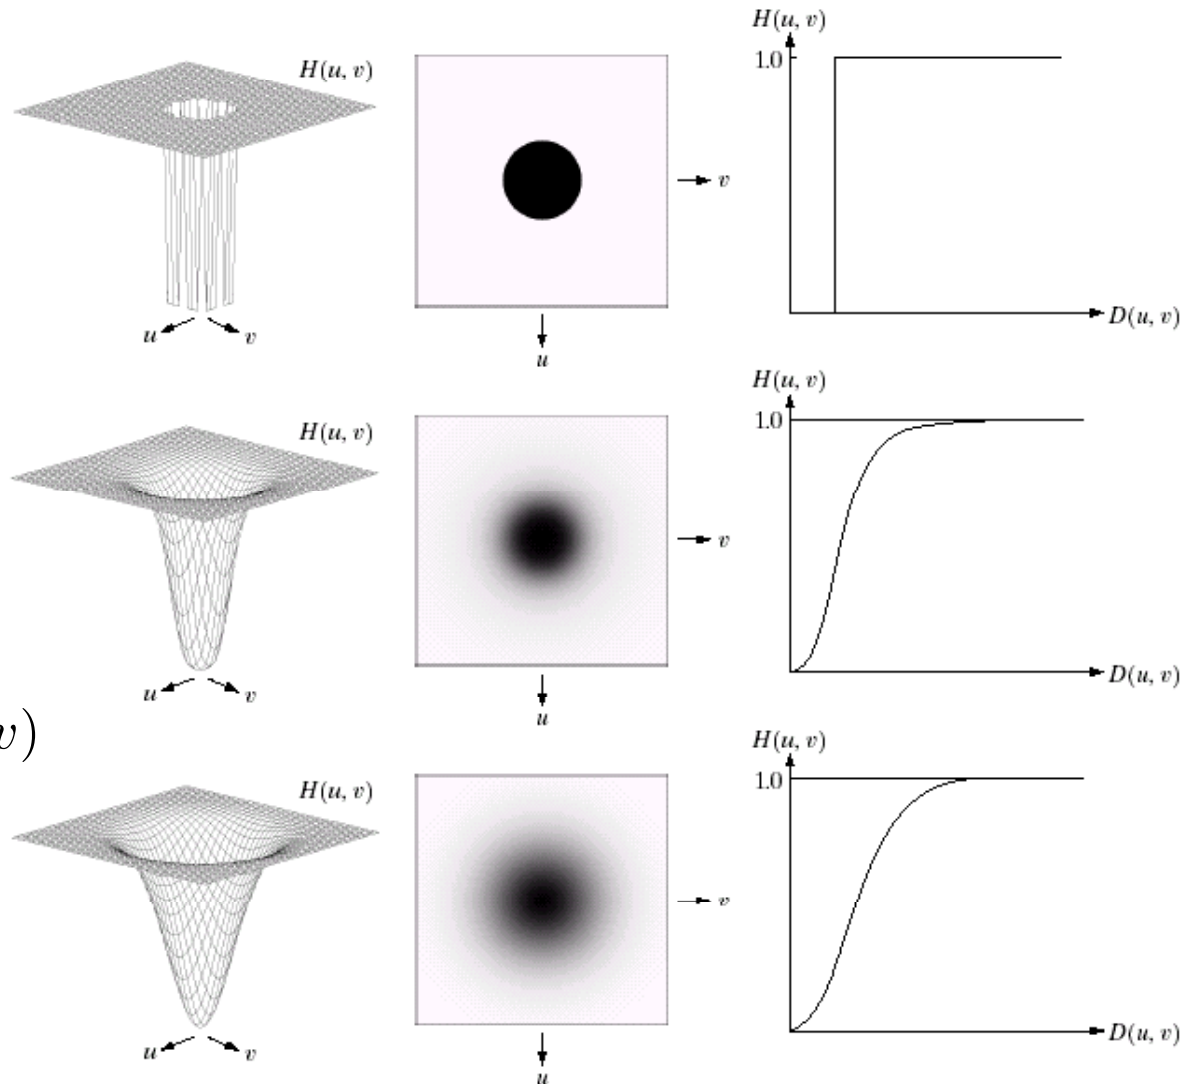 H(u, v)
H(u, v)
1.0
v
D(u, v)
u
v
u
H(u, v)
H(u, v)
1.0
v
D(u, v)
u
v
u
v)
H(u, v)
H(u, v)
1.0
v
D(u, v)
u
v
u